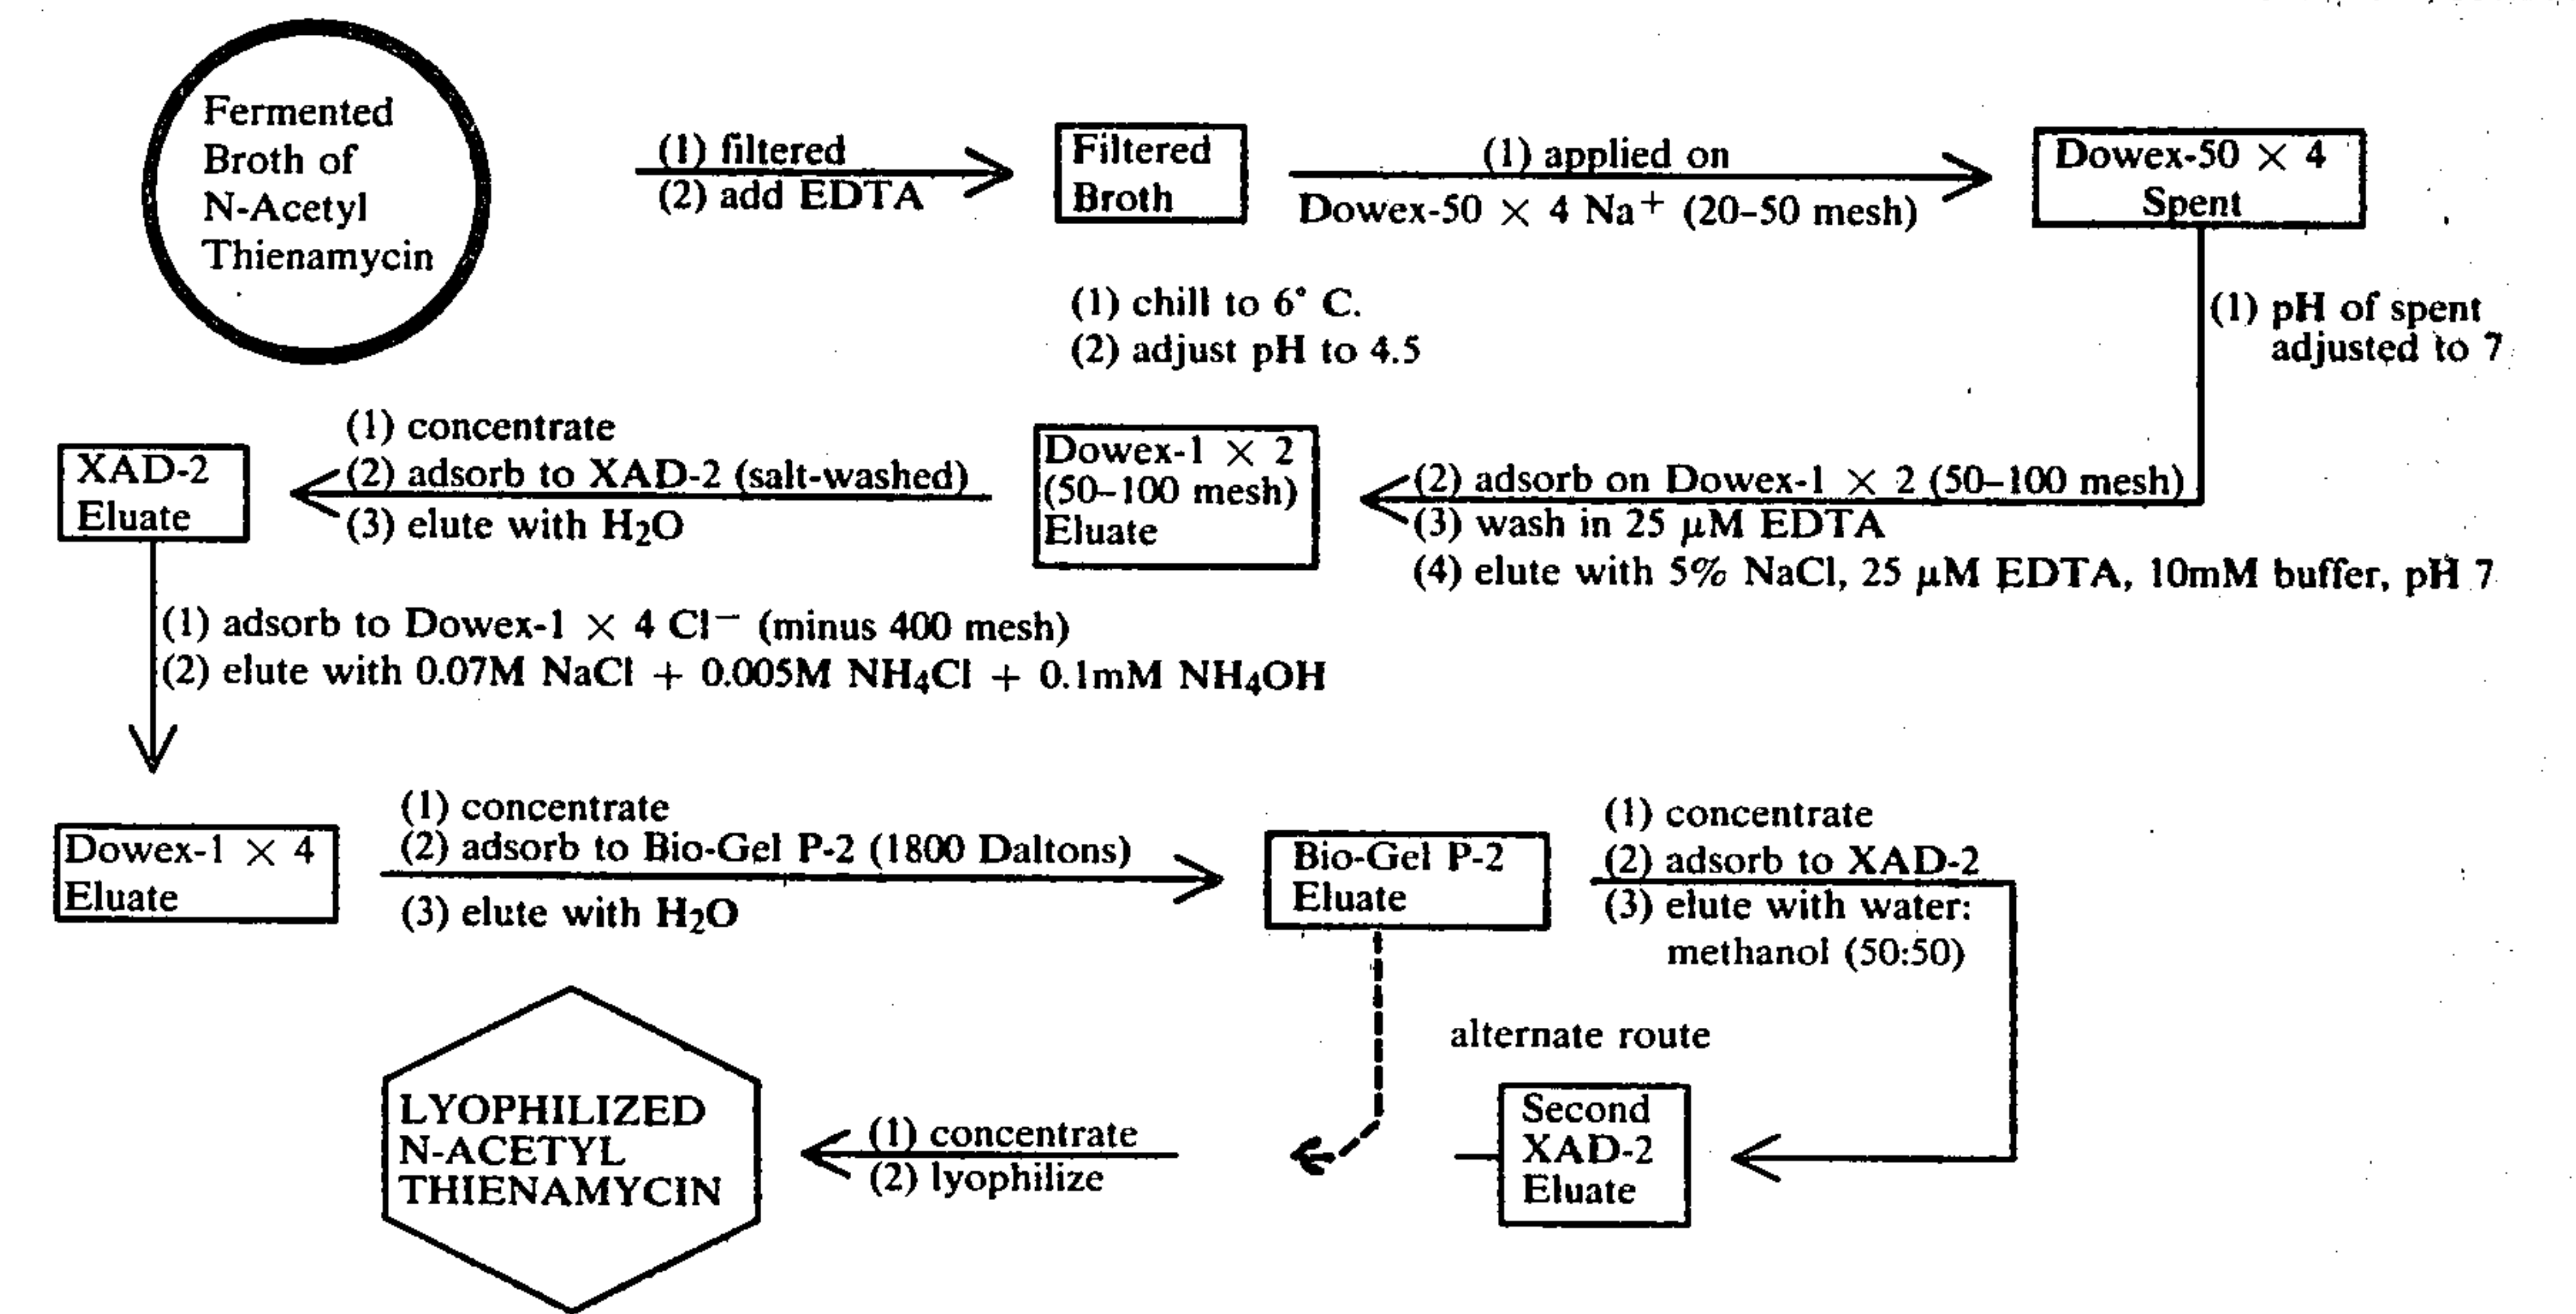 Fermented
Broth of
N-Acetyl
Thienamycin
(1) filtered
(2) add EDTA
Filtered
Broth
(1) chill to 6° C.
(2) adjust pH to 4.5
(1) applied on
Dowex-50 × 4 Na⁺ (20–50 mesh)
Dowex-50 × 4
Spent
(1) pH of spent
adjusted to 7
(2) adsorb on Dowex-1 × 2 (50–100 mesh)
(3) wash in 25 μM EDTA
(4) elute with 5% NaCl, 25 μM EDTA, 10mM buffer, pH 7
Dowex-1 × 2
(50–100 mesh)
Eluate
(1) concentrate
(2) adsorb to XAD-2 (salt-washed)
(3) elute with H₂O
XAD-2
Eluate
(1) adsorb to Dowex-1 × 4 Cl⁻ (minus 400 mesh)
(2) elute with 0.07M NaCl + 0.005M NH₄Cl + 0.1mM NH₄OH
Dowex-1 × 4
Eluate
(1) concentrate
(2) adsorb to Bio-Gel P-2 (1800 Daltons)
(3) elute with H₂O
Bio-Gel P-2
Eluate
(1) concentrate
(2) adsorb to XAD-2
(3) elute with water:
methanol (50:50)
alternate route
Second
XAD-2
Eluate
(1) concentrate
(2) lyophilize
LYOPHILIZED
N-ACETYL
THIENAMYCIN